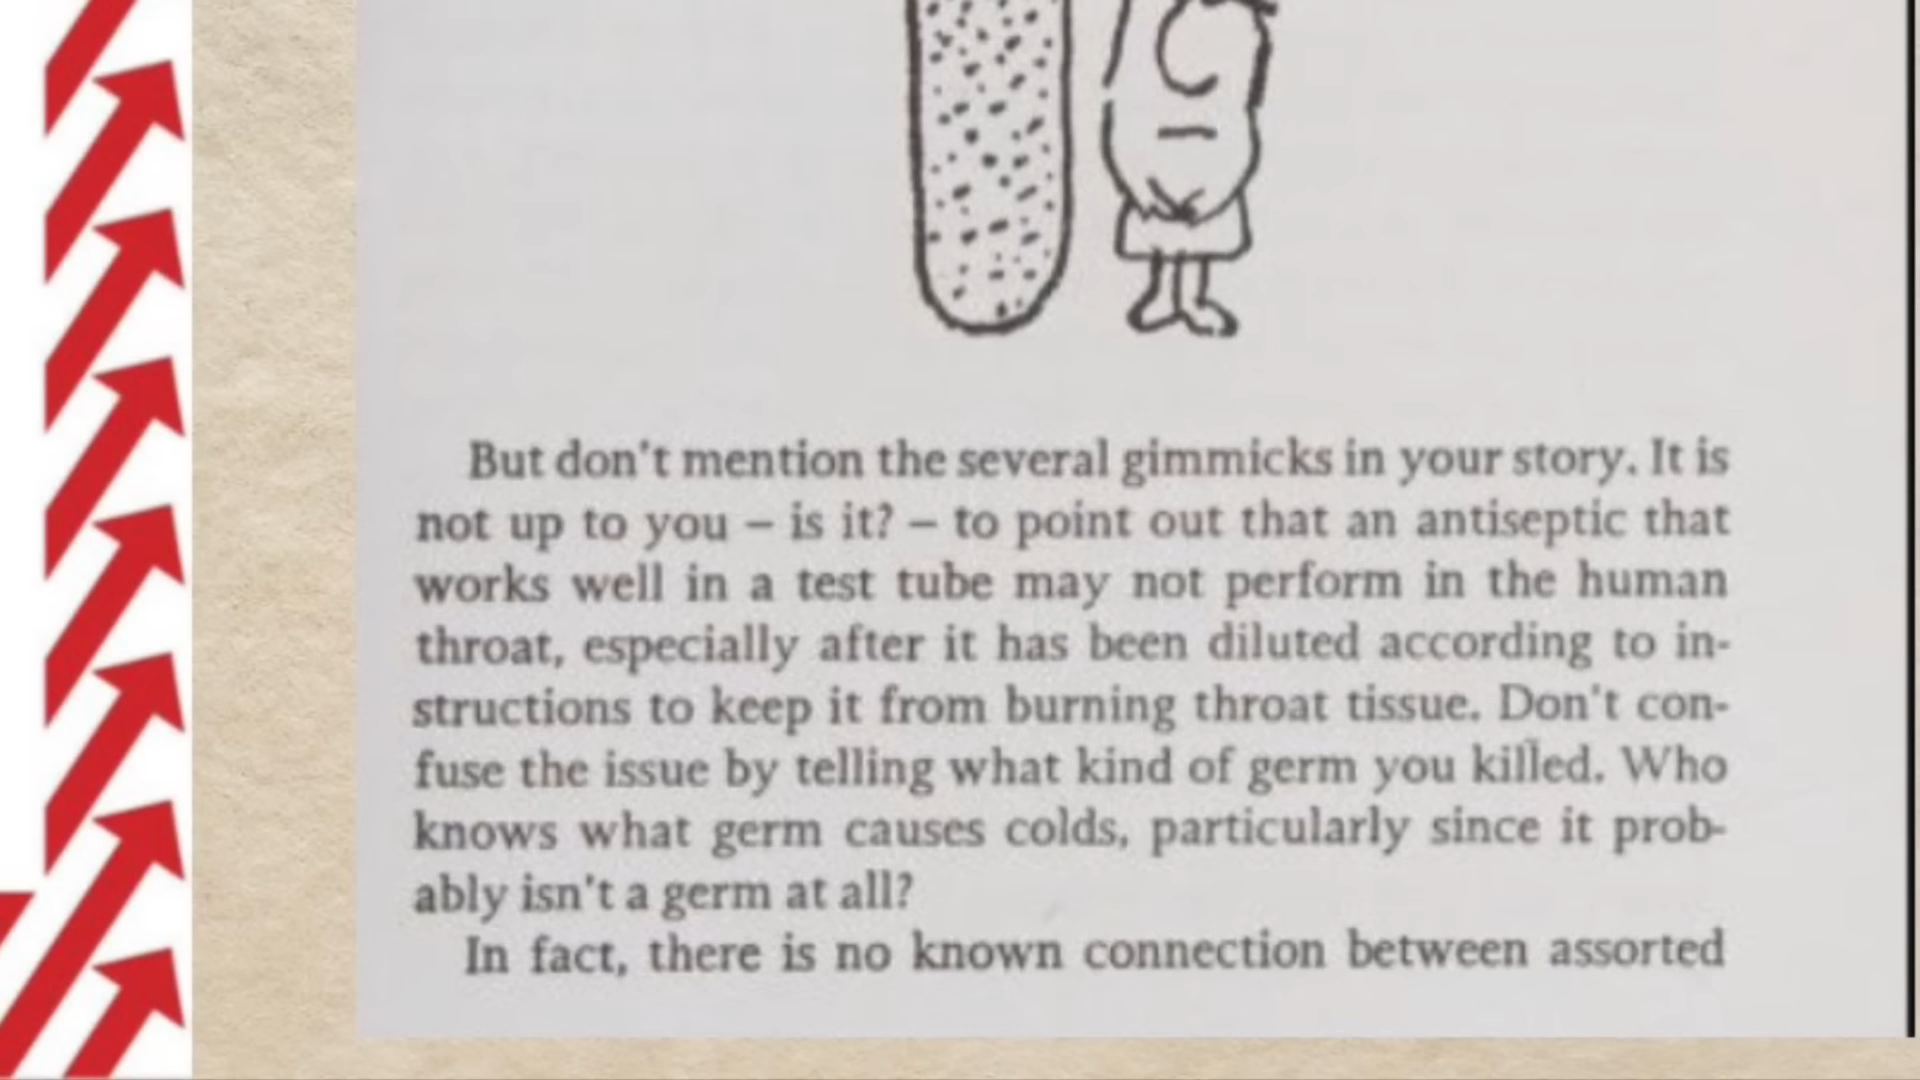 But don't mention the several gimmicks in your story. It is
not up to you – is it? – to point out that an antiseptic that
works well in a test tube may not perform in the human
throat, especially after it has been diluted according to in-
structions to keep it from burning throat tissue. Don't con-
fuse the issue by telling what kind of germ you killed. Who
knows what germ causes colds, particularly since it prob-
ably isn't a germ at all?
In fact, there is no known connection between assorted